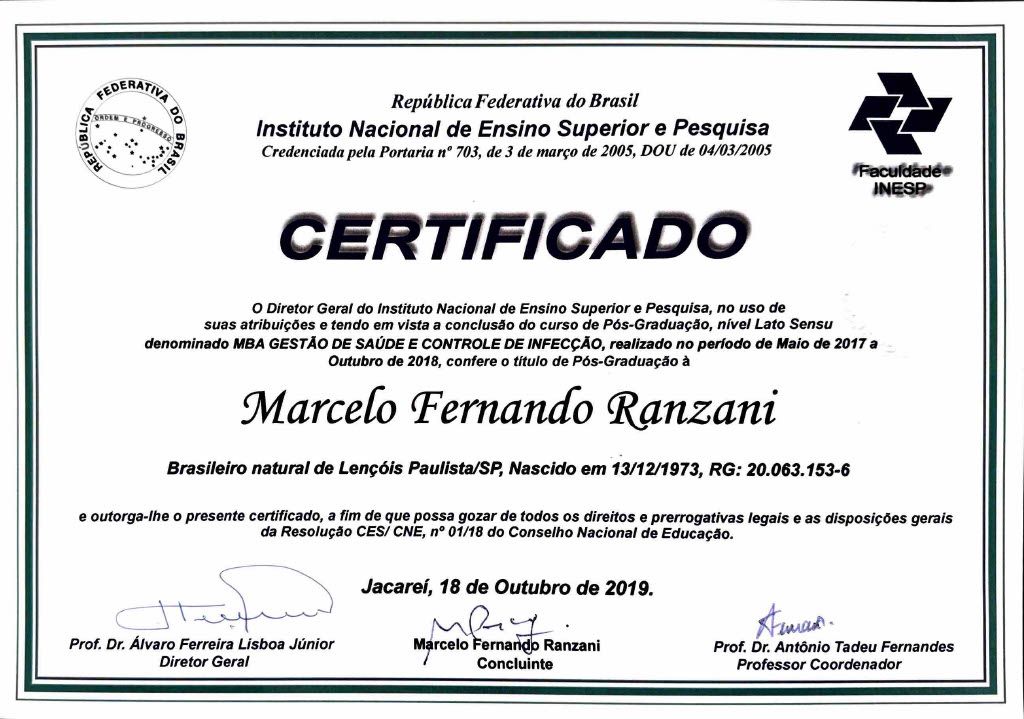 REPÚBLICA FEDERATIVA DO BRASIL
ORDEM E PROGRESSO
República Federativa do Brasil
Instituto Nacional de Ensino Superior e Pesquisa
Credenciada pela Portaria nº 703, de 3 de março de 2005, DOU de 04/03/2005
Faculdade
INESP
CERTIFICADO
O Diretor Geral do Instituto Nacional de Ensino Superior e Pesquisa, no uso de
suas atribuições e tendo em vista a conclusão do curso de Pós-Graduação, nível Lato Sensu
denominado MBA GESTÃO DE SAÚDE E CONTROLE DE INFECÇÃO, realizado no período de Maio de 2017 a
Outubro de 2018, confere o título de Pós-Graduação à
Marcelo Fernando Ranzani
Brasileiro natural de Lençóis Paulista/SP, Nascido em 13/12/1973, RG: 20.063.153-6
e outorga-lhe o presente certificado, a fim de que possa gozar de todos os direitos e prerrogativas legais e as disposições gerais
da Resolução CES/ CNE, nº 01/18 do Conselho Nacional de Educação.
Jacareí, 18 de Outubro de 2019.
Prof. Dr. Álvaro Ferreira Lisboa Júnior
Diretor Geral
Marcelo Fernando Ranzani
Concluinte
Prof. Dr. Antônio Tadeu Fernandes
Professor Coordenador